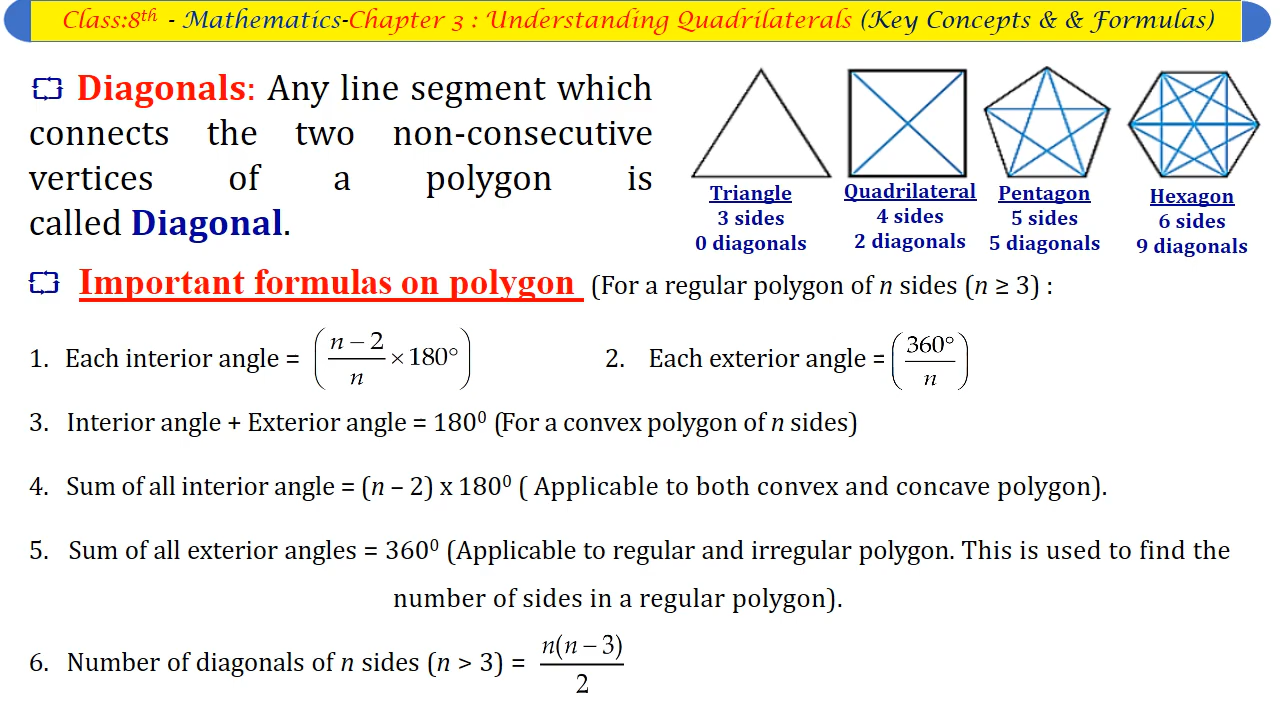 Class:8th - Mathematics-Chapter 3 : Understanding Quadrilaterals (Key Concepts & & Formulas)
Diagonals: Any line segment which
connects the two non-consecutive
vertices of a polygon is
called Diagonal.
Triangle
3 sides
0 diagonals
Quadrilateral
4 sides
2 diagonals
Pentagon
5 sides
5 diagonals
Hexagon
6 sides
9 diagonals
Important formulas on polygon (For a regular polygon of n sides (n ≥ 3) :
1. Each interior angle = ( (n – 2)/n × 180° )
2. Each exterior angle = ( 360°/n )
3. Interior angle + Exterior angle = 180⁰ (For a convex polygon of n sides)
4. Sum of all interior angle = (n – 2) x 180⁰ ( Applicable to both convex and concave polygon).
5. Sum of all exterior angles = 360⁰ (Applicable to regular and irregular polygon. This is used to find the
number of sides in a regular polygon).
6. Number of diagonals of n sides (n > 3) = n(n – 3)/2